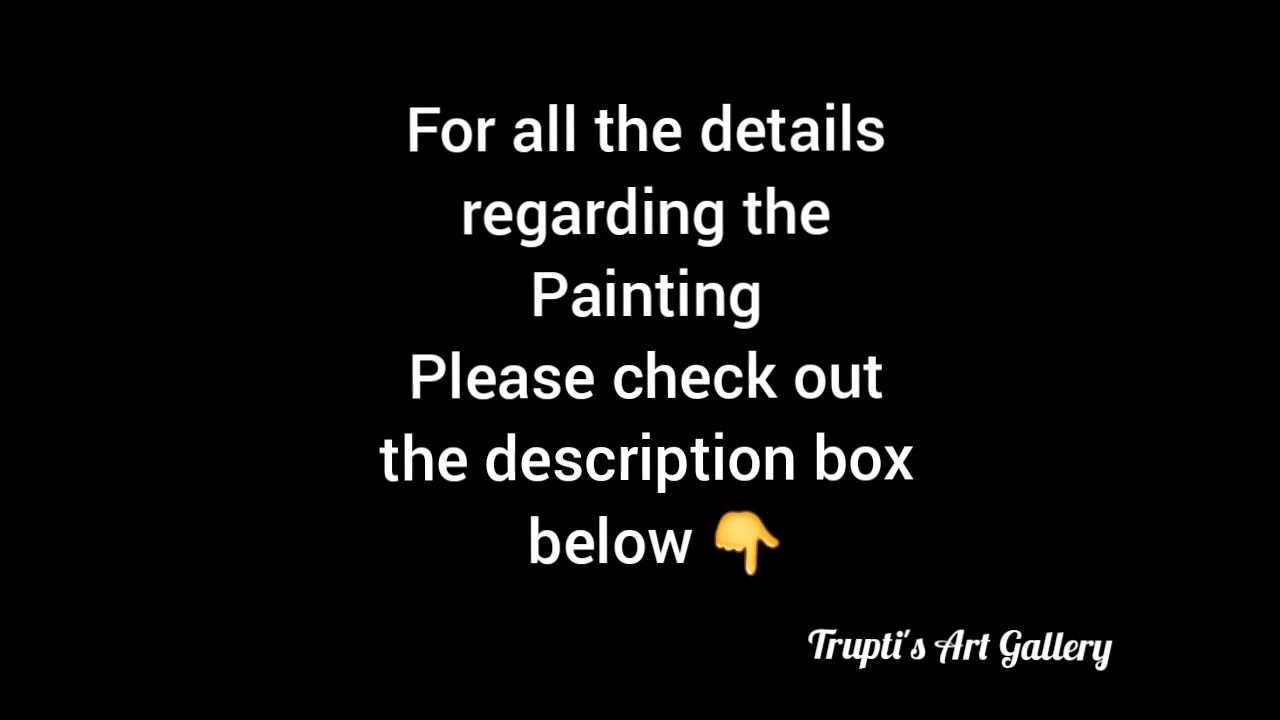 For all the details
regarding the
Painting
Please check out
the description box
below 👇
Trupti's Art Gallery